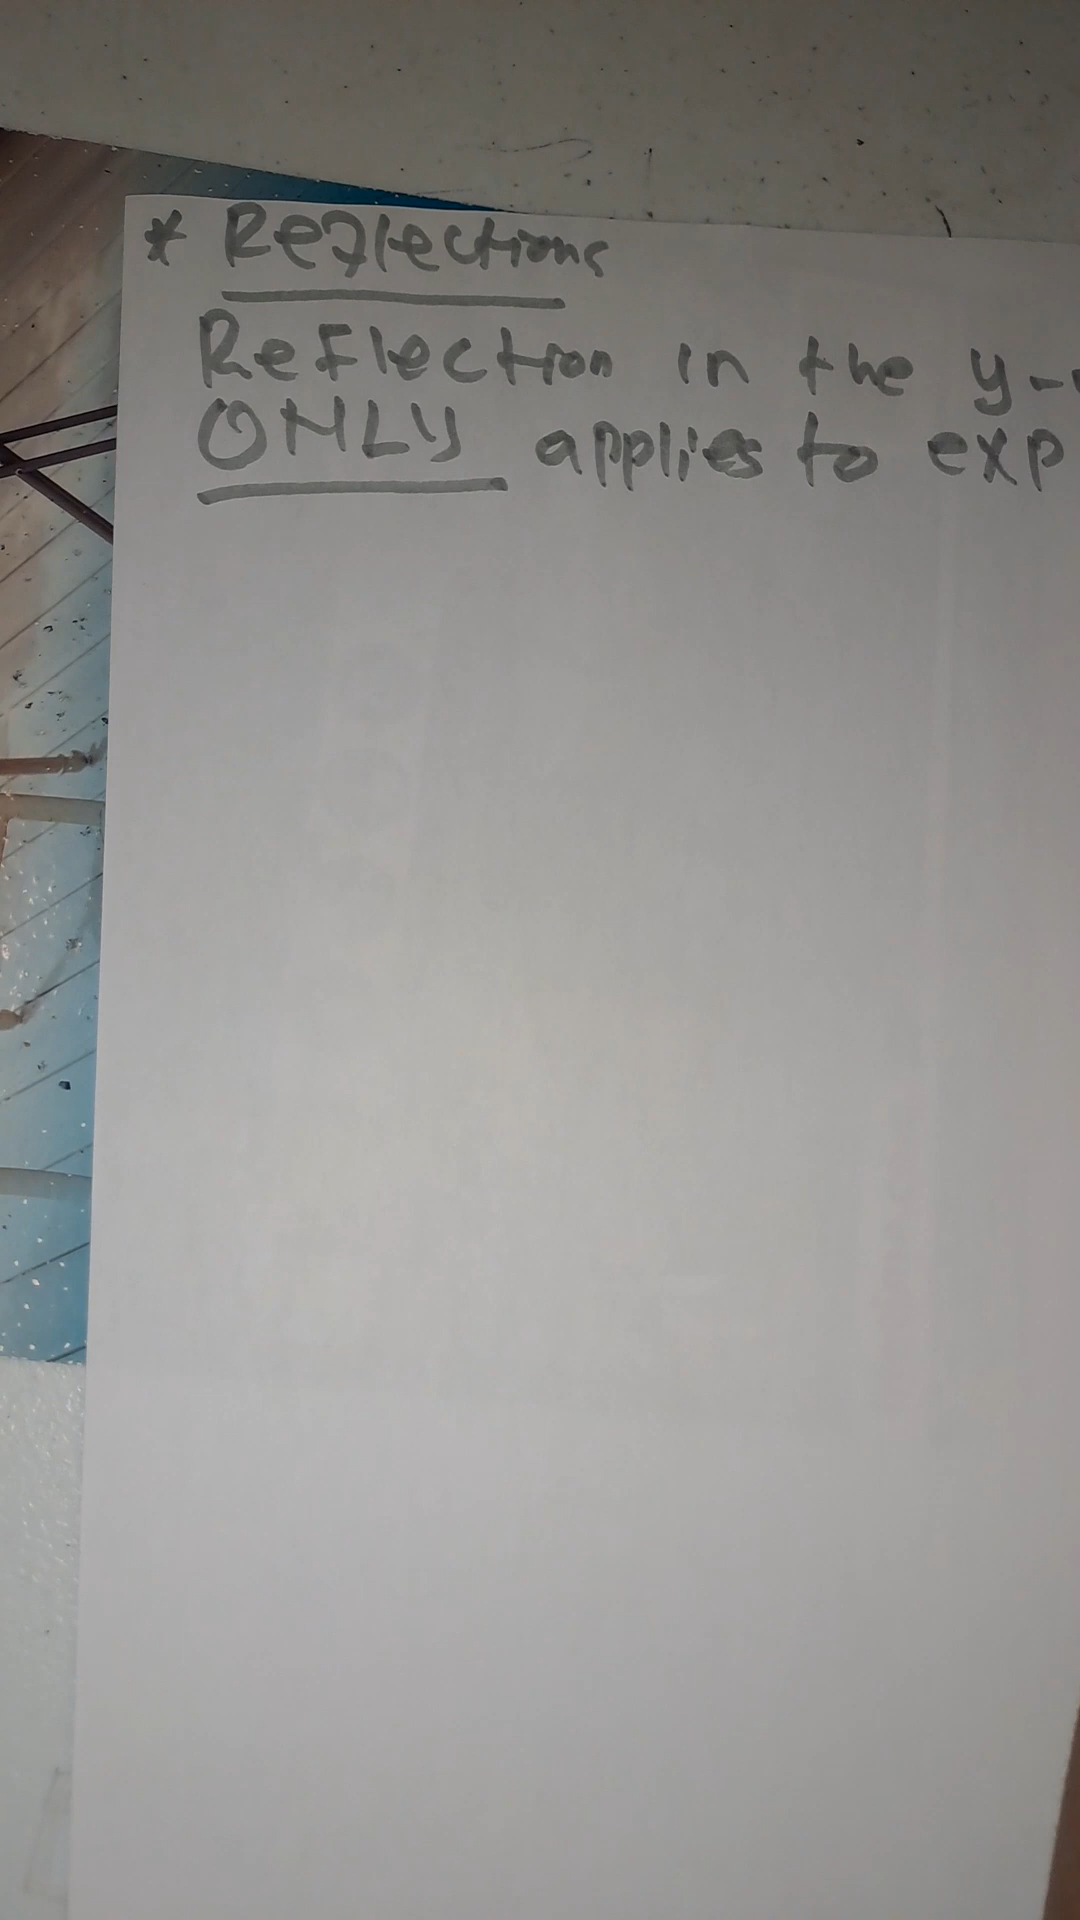 * Reflections
Reflection in the y-
ONLY applies to exp